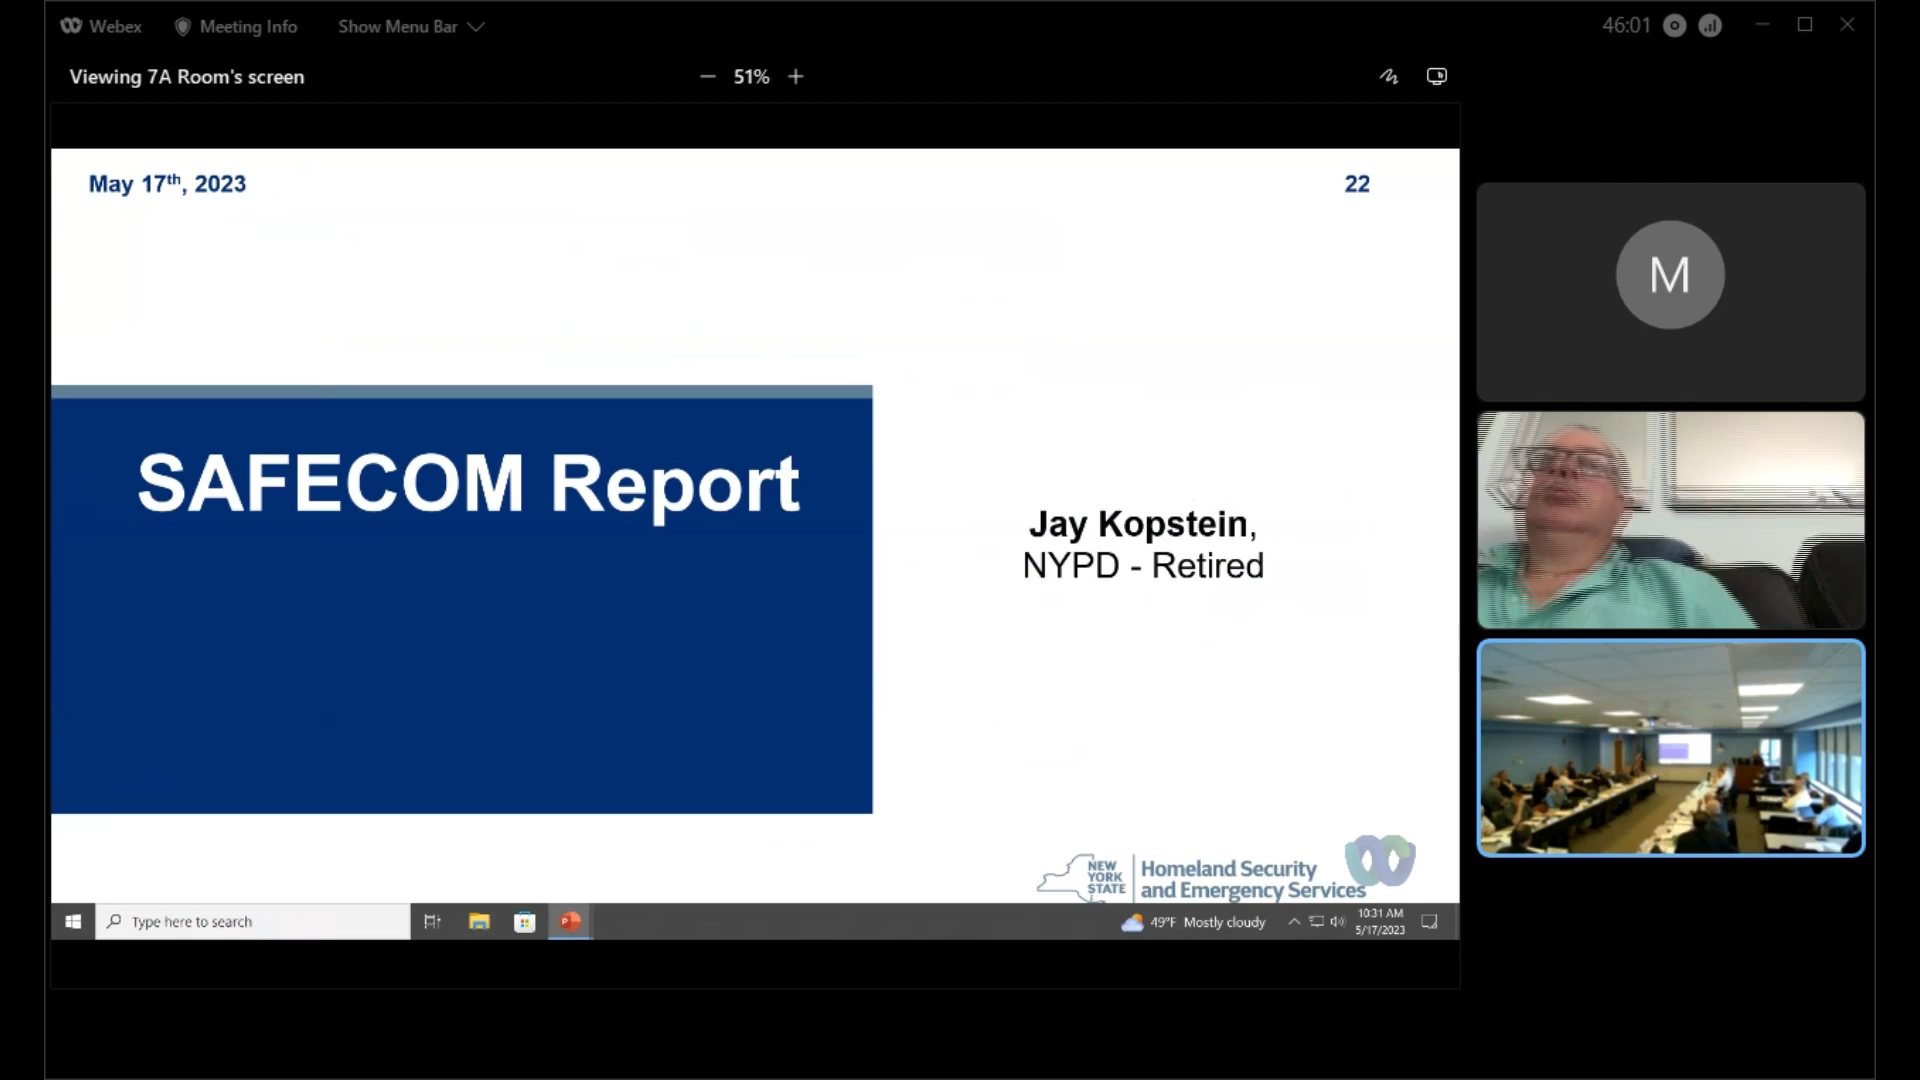 Webex
Meeting Info
Show Menu Bar
46:01
Viewing 7A Room's screen
51%
May 17th, 2023
22
M
SAFECOM Report
Jay Kopstein,
NYPD - Retired
NEW
YORK
STATE
Homeland Security
and Emergency Services
Type here to search
49°F Mostly cloudy
10:31 AM
5/17/2023